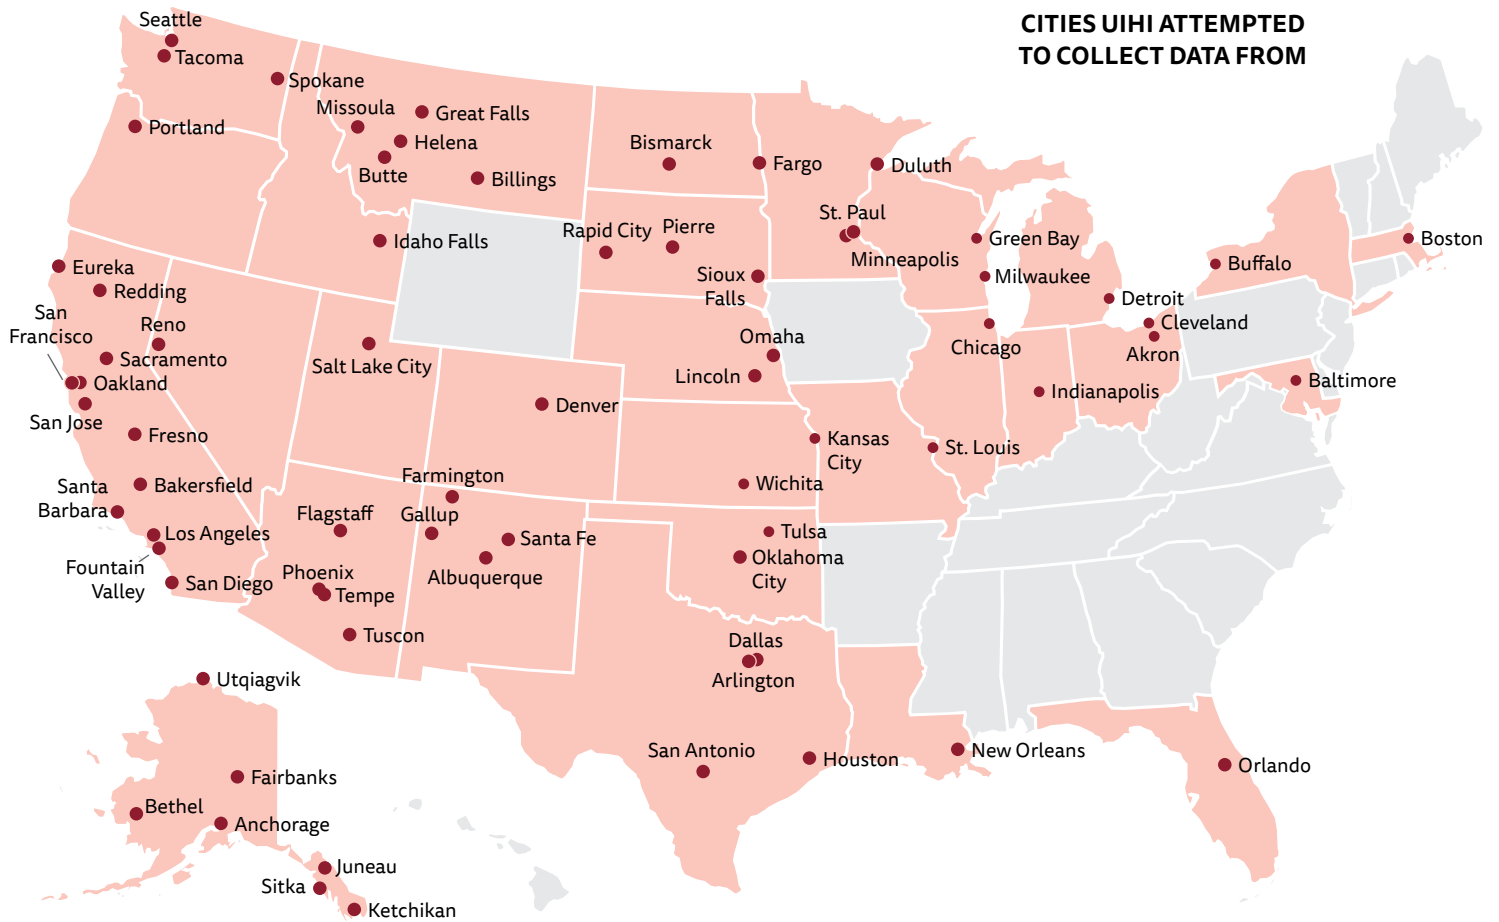 CITIES UIHI ATTEMPTED
TO COLLECT DATA FROM
Seattle
Tacoma
Spokane
Portland
Missoula
Great Falls
Helena
Butte
Billings
Idaho Falls
Bismarck
Fargo
Duluth
Rapid City
Pierre
St. Paul
Minneapolis
Sioux
Falls
Green Bay
Milwaukee
Boston
Buffalo
Detroit
Cleveland
Akron
Chicago
Indianapolis
Baltimore
Eureka
Redding
San
Francisco
Reno
Sacramento
Oakland
San Jose
Fresno
Salt Lake City
Denver
Omaha
Lincoln
Kansas
City
St. Louis
Wichita
Santa
Barbara
Bakersfield
Los Angeles
Fountain
Valley
San Diego
Farmington
Flagstaff
Gallup
Santa Fe
Albuquerque
Phoenix
Tempe
Tuscon
Tulsa
Oklahoma
City
Dallas
Arlington
San Antonio
Houston
New Orleans
Orlando
Utqiagvik
Fairbanks
Bethel
Anchorage
Juneau
Sitka
Ketchikan